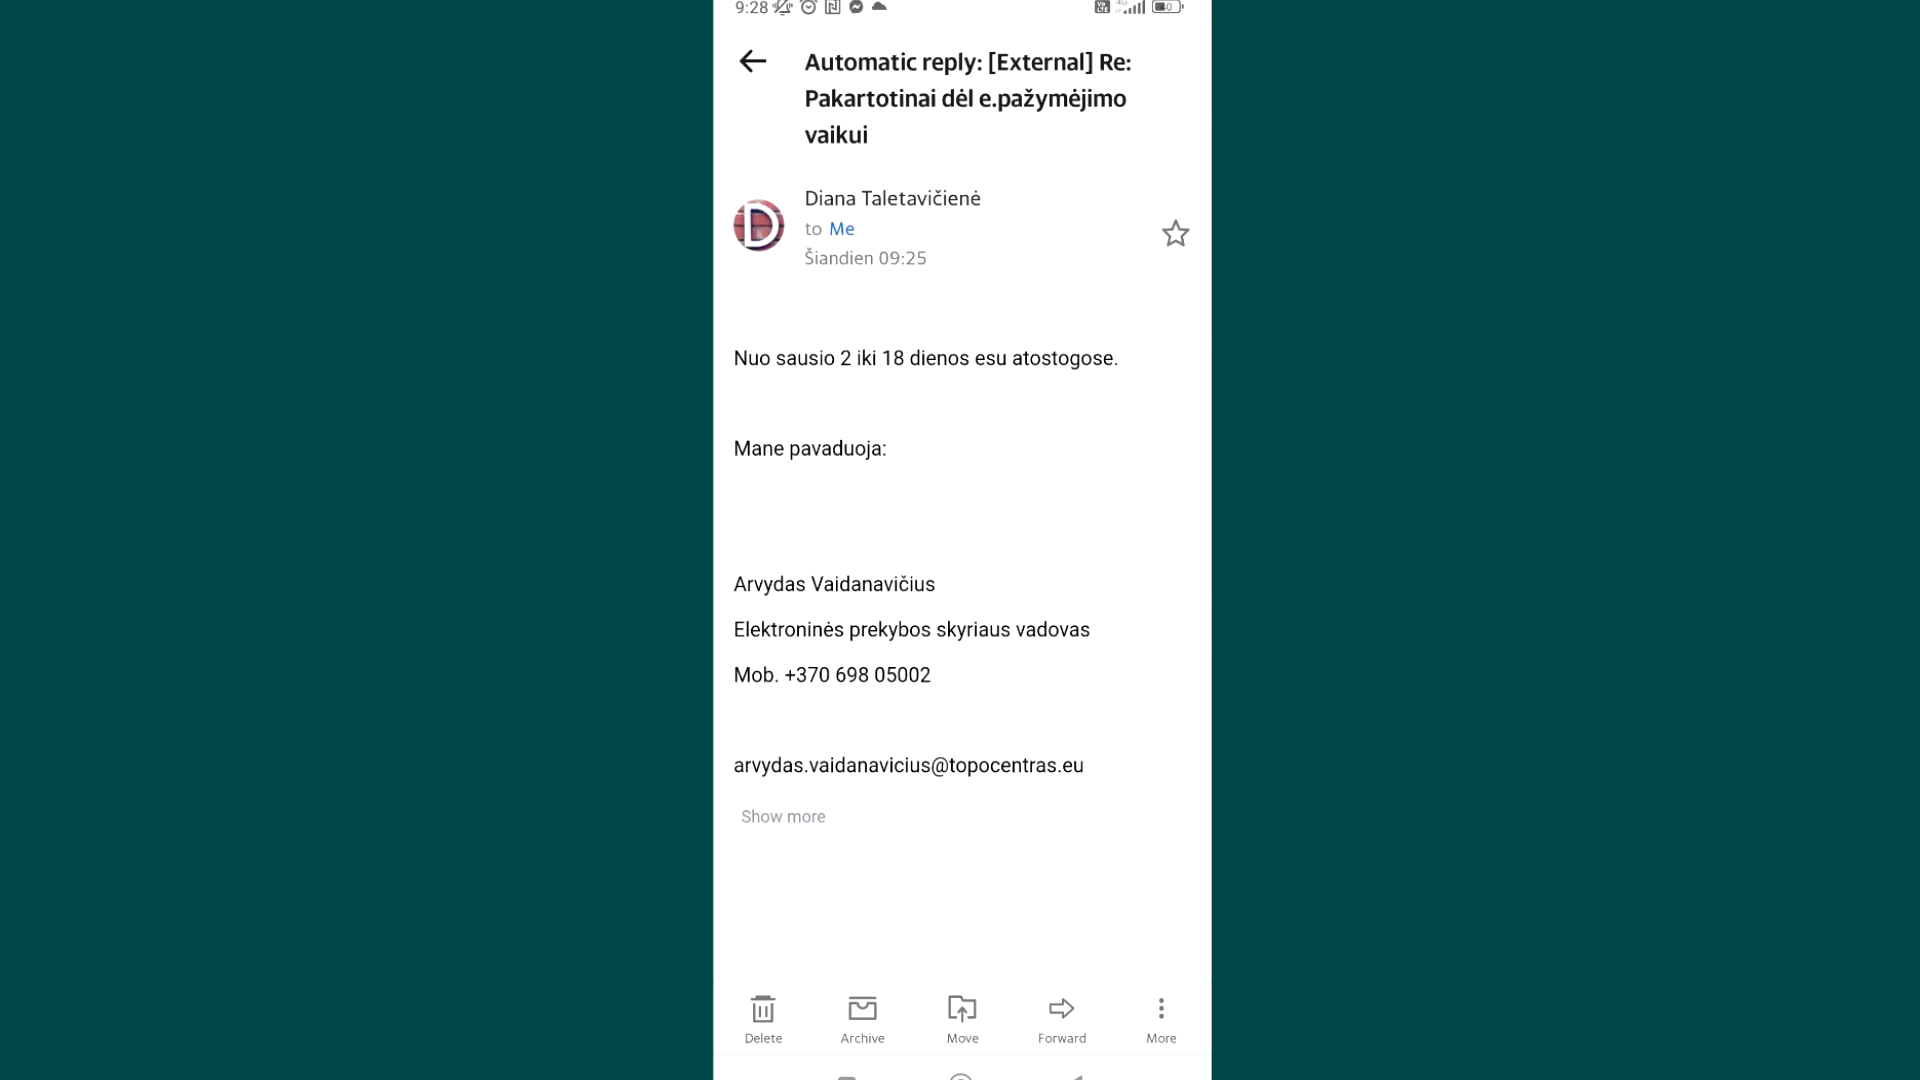 9:28
Automatic reply: [External] Re:
Pakartotinai dėl e.pažymėjimo
vaikui
D
Diana Taletavičienė
to Me
Šiandien 09:25
Nuo sausio 2 iki 18 dienos esu atostogose.
Mane pavaduoja:
Arvydas Vaidanavičius
Elektroninės prekybos skyriaus vadovas
Mob. +370 698 05002
arvydas.vaidanavicius@topocentras.eu
Show more
Delete Archive Move Forward More